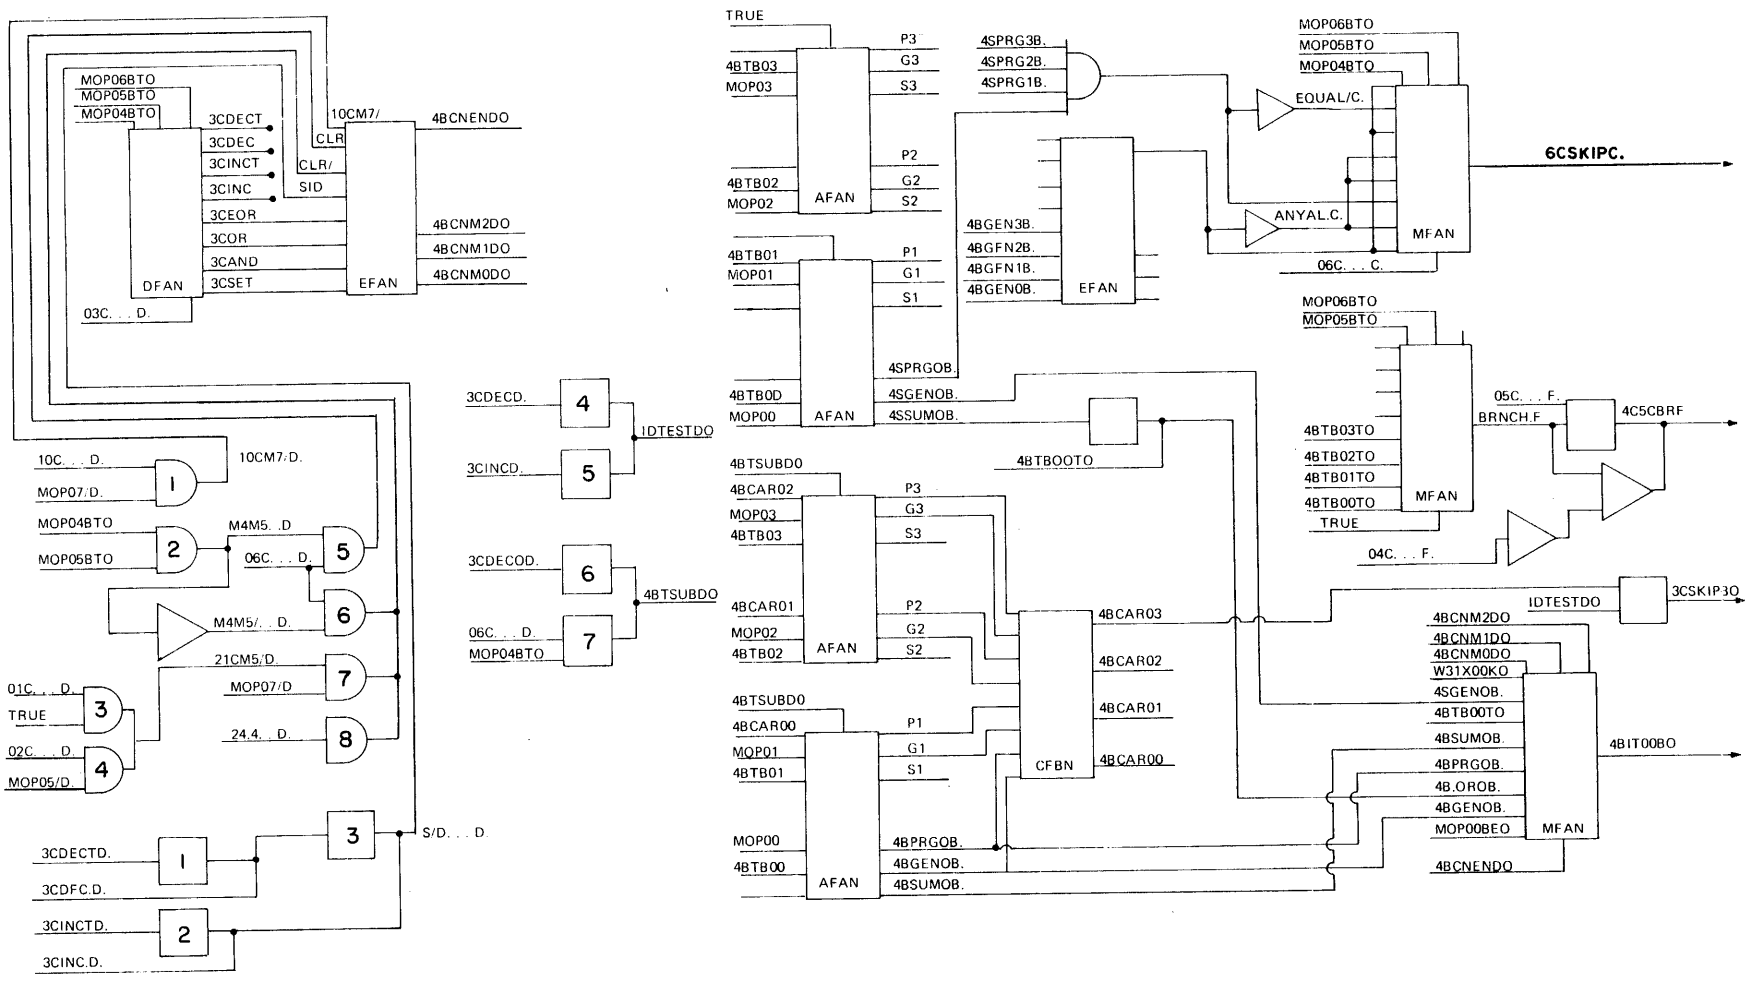 MOP06BTO
MOP05BTO
MOP04BTO
3CDECT
3CDEC
3CINCT
3CINC
3CEOR
3COR
3CAND
3CSET
DFAN
03C. . . D.
10CM7/
CLR
CLR/
SID
EFAN
4BCNENDO
4BCNM2DO
4BCNM1DO
4BCNM0DO
10C. . . D.
MOP07/D.
1
10CM7/D.
MOP04BTO
MOP05BTO
2
M4M5. .D
06C. . . D.
5
6
M4M5/. . D.
21CM5/D.
MOP07/D
7
01C. . . D.
TRUE
3
02C. . . D.
MOP05/D.
4
24.4. . D.
8
3CDECTD.
1
3CDFC.D.
3
S/D. . . D.
3CINCTD.
2
3CINC.D.
3CDECD.
4
3CINCD.
5
IDTESTDO
3CDECOD.
6
06C. . . D.
MOP04BTO
7
4BTSUBDO
TRUE
4BTB03
MOP03
P3
G3
S3
4BTB02
MOP02
AFAN
P2
G2
S2
4BTB01
MOP01
P1
G1
S1
4BTB0D
MOP00
AFAN
4SPRGOB.
4SGENOB.
4SSUMOB.
4BTBOOTO
4BTSUBD0
4BCAR02
MOP03
4BTB03
P3
G3
S3
4BCAR01
MOP02
4BTB02
AFAN
P2
G2
S2
4BTSUBD0
4BCAR00
MOP01
4BTB01
P1
G1
S1
MOP00
4BTB00
AFAN
4BPRGOB.
4BGENOB.
4BSUMOB.
CFBN
4BCAR03
4BCAR02
4BCAR01
4BCAR00
4SPRG3B.
4SPRG2B.
4SPRG1B.
4BGEN3B.
4BGFN2B.
4BGFN1B.
4BGEN0B.
EFAN
EQUAL/C.
ANYAL.C.
MOP06BTO
MOP05BTO
MOP04BTO
MFAN
06C. . . C.
6CSKIPC.
MOP06BTO
MOP05BTO
4BTB03TO
4BTB02TO
4BTB01TO
4BTB00TO
MFAN
TRUE
05C. . . F.
BRNCH.F
4C5CBRF
04C. . . F.
IDTESTDO
3CSKIP3O
4BCNM2DO
4BCNM1DO
4BCNM0DO
W31X00KO
4SGENOB.
4BTB00TO
4BSUMOB.
4BPRGOB.
4B.OROB.
4BGENOB.
MOP00BEO
MFAN
4BCNENDO
4BIT00BO